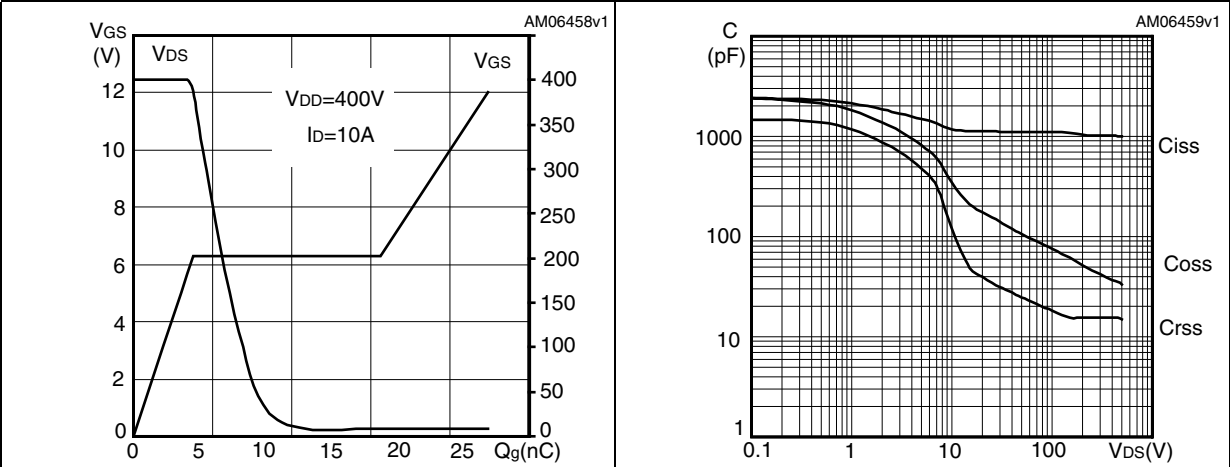 AM06458v1
VGS
(V)
VDS
VGS
VDD=400V
ID=10A
12
10
8
6
4
2
0
400
350
300
250
200
150
100
50
0
0 5 10 15 20 25 Qg(nC)
AM06459v1
C
(pF)
1000
100
10
1
Ciss
Coss
Crss
0.1 1 10 100 VDS(V)